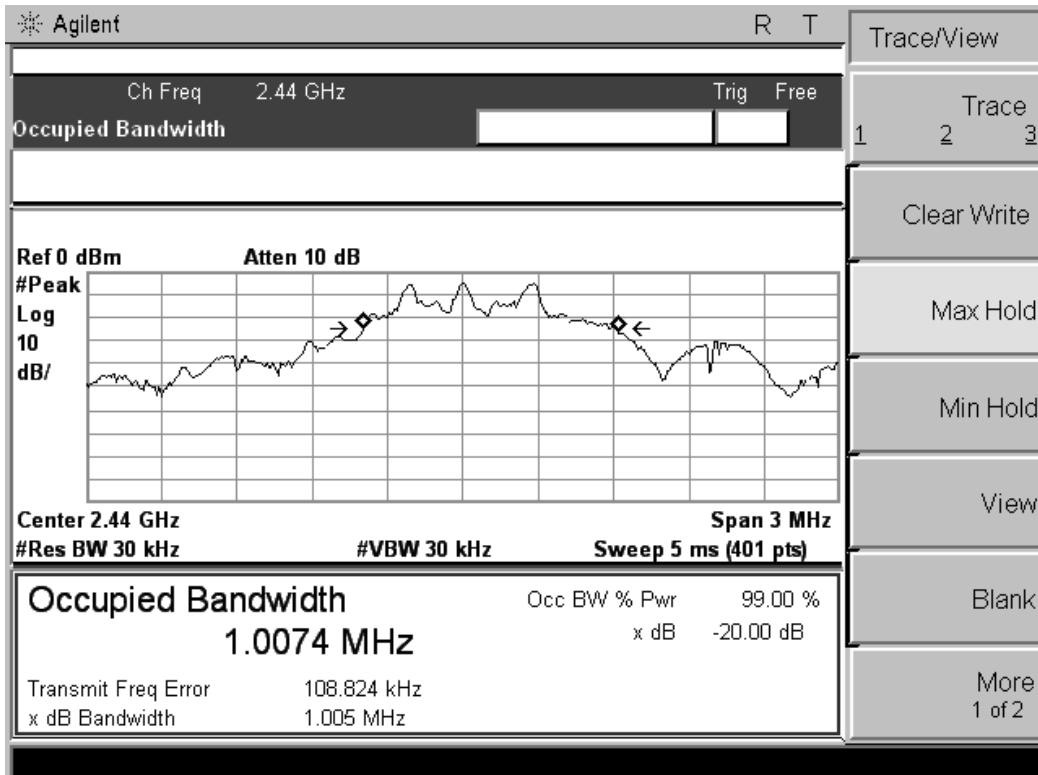 Agilent R T
Trace/View
Ch Freq 2.44 GHz Trig Free
Occupied Bandwidth
Trace
1 2 3
Clear Write
Ref 0 dBm Atten 10 dB
#Peak
Log
10
dB/
Max Hold
Min Hold
View
Center 2.44 GHz Span 3 MHz
#Res BW 30 kHz #VBW 30 kHz Sweep 5 ms (401 pts)
Occupied Bandwidth Occ BW % Pwr 99.00 %
1.0074 MHz x dB -20.00 dB
Blank
Transmit Freq Error 108.824 kHz
x dB Bandwidth 1.005 MHz
More
1 of 2